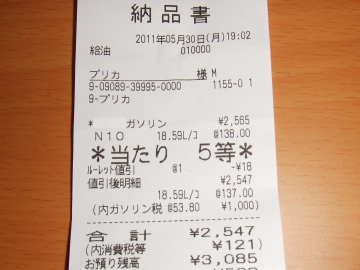 納品書
2011年05月30日(月)19:02
給油 010000
プリカ 様 M
9-09089-39995-0000 1155-0 1
9-プリカ
* ガソリン ¥2,565
N10 18.59L/コ @138.00
*当たり 5等*
ルーレット値引 @1 -¥18
値引後明細 ¥2,547
18.59L/コ @137.00
(内ガソリン税 @53.80 ¥1,000)
合計 ¥2,547
(内消費税等 ¥121)
お預り残高 ¥3,085